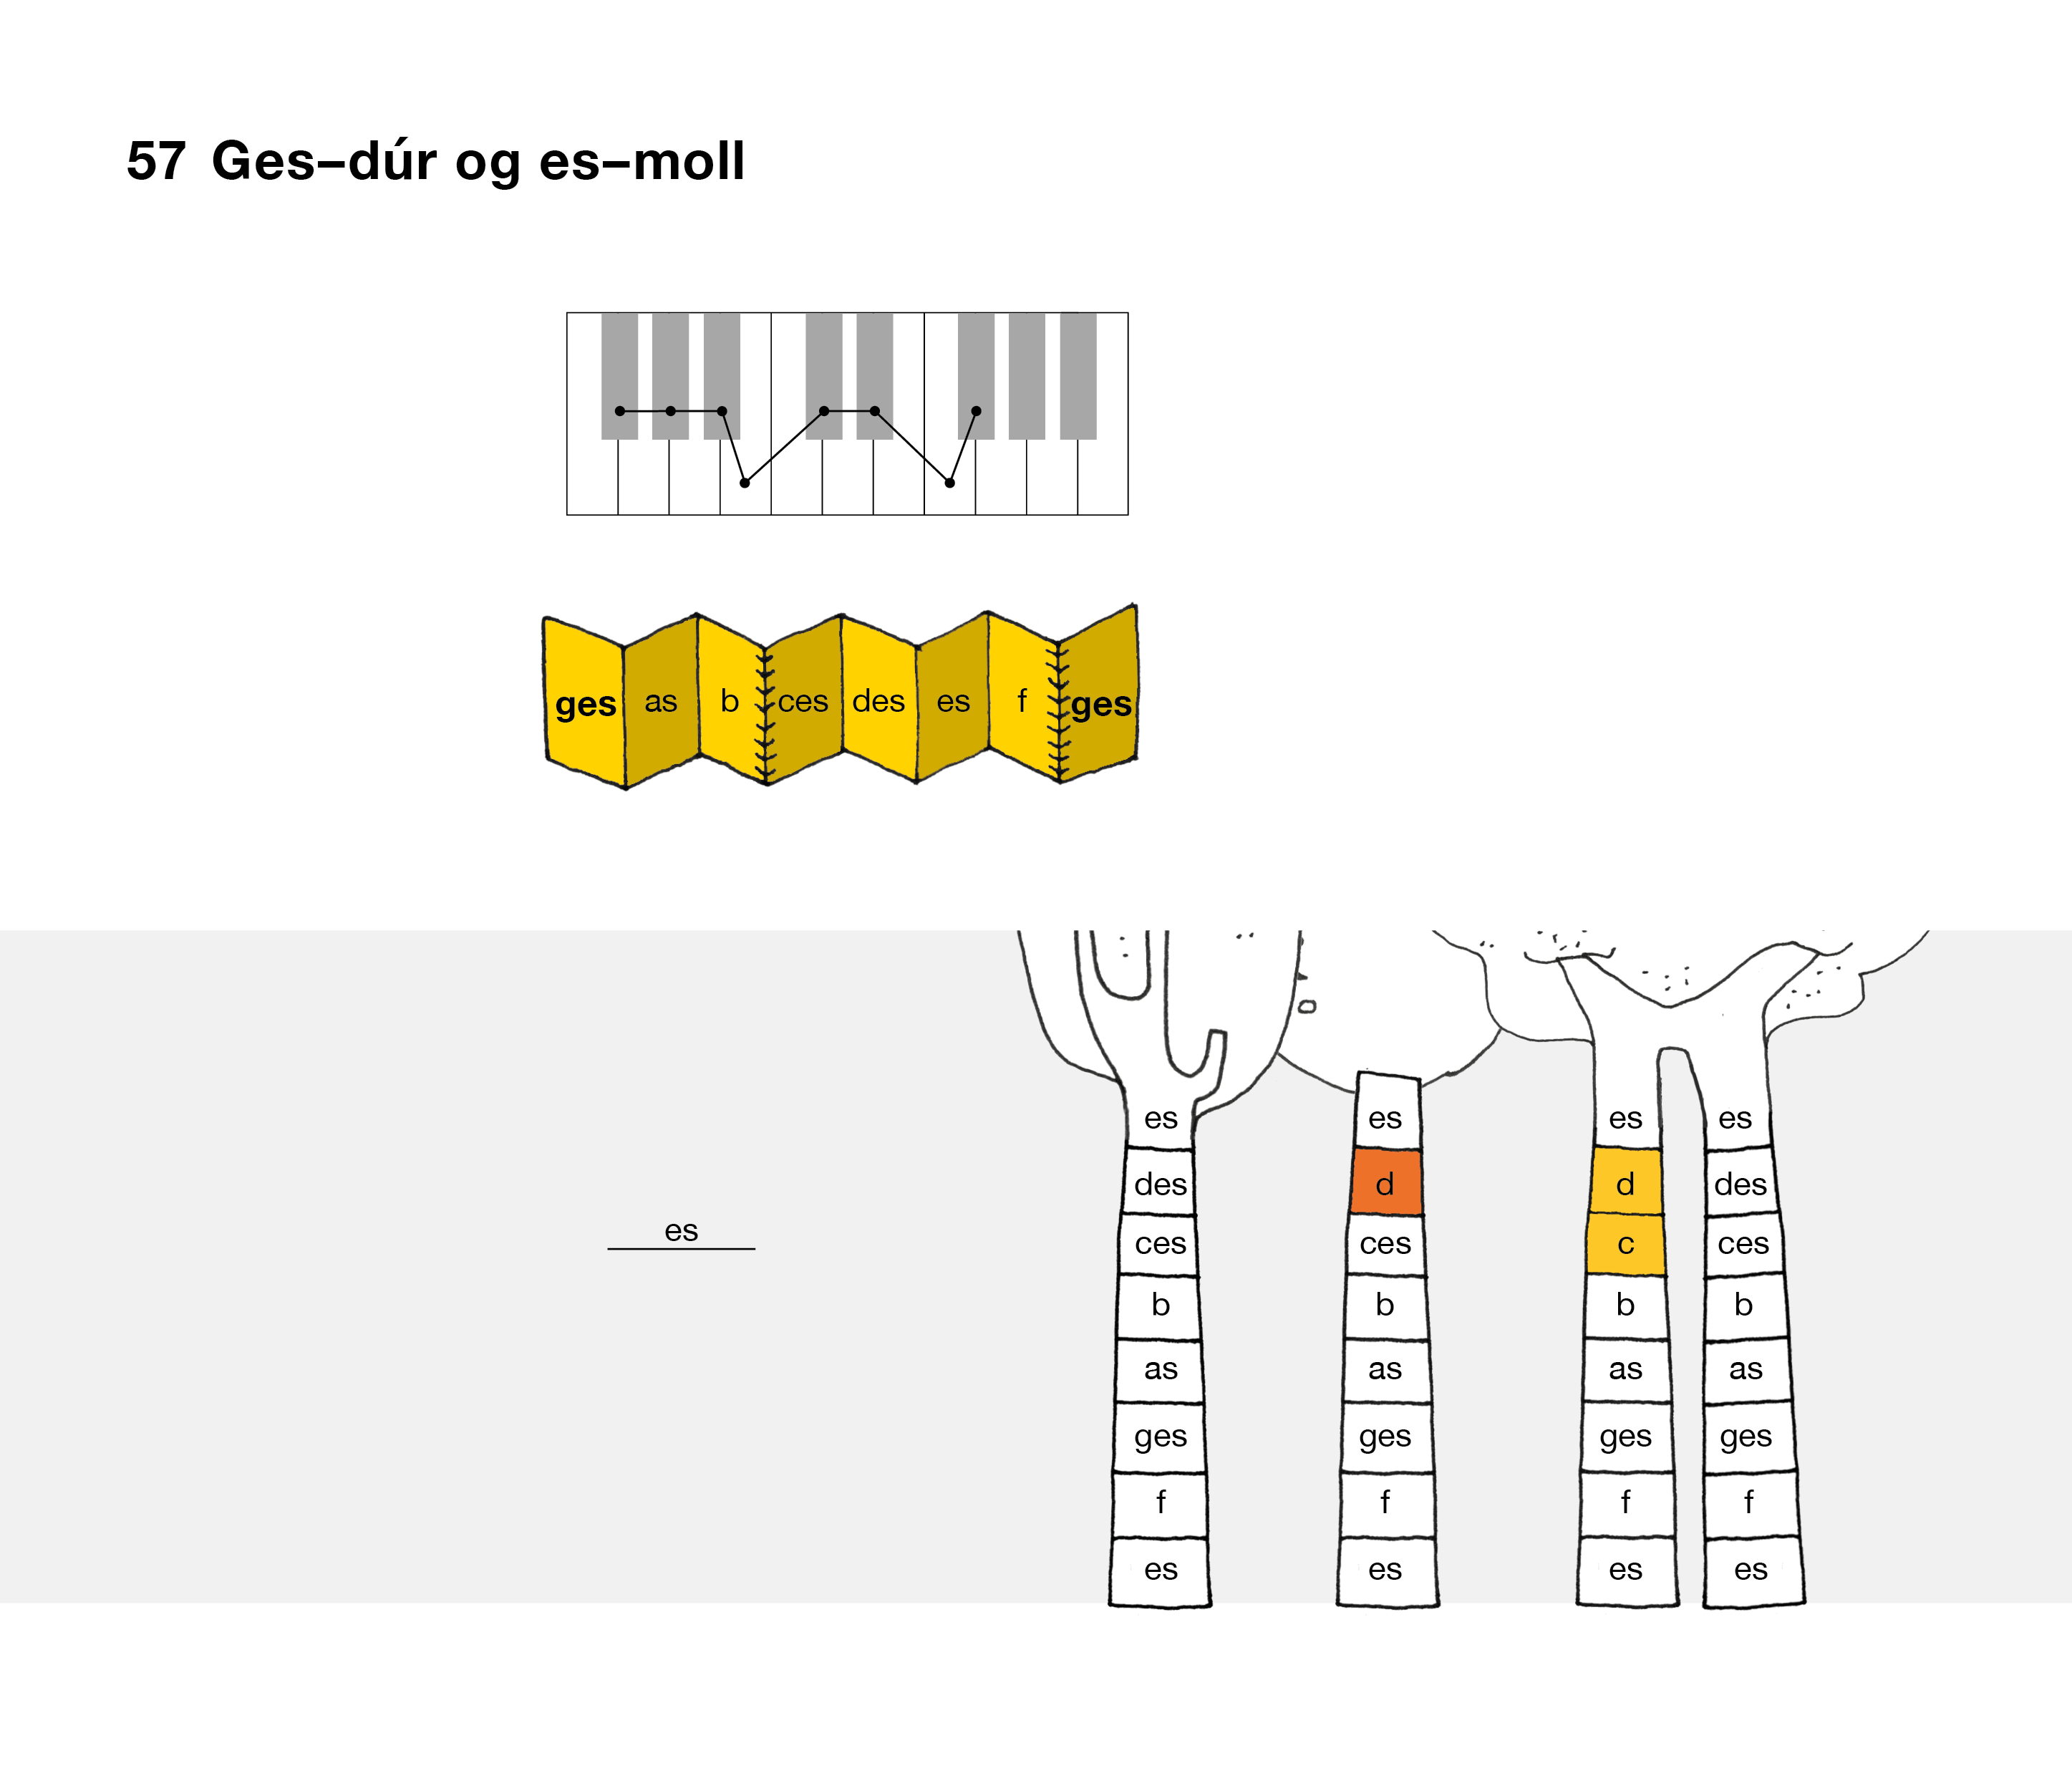 57 Ges–dúr og es–moll
ges as b ces des es f ges
es es es es
des d d des
es
ces ces c ces
b b b b
as as as as
ges ges ges ges
f f f f
es es es es